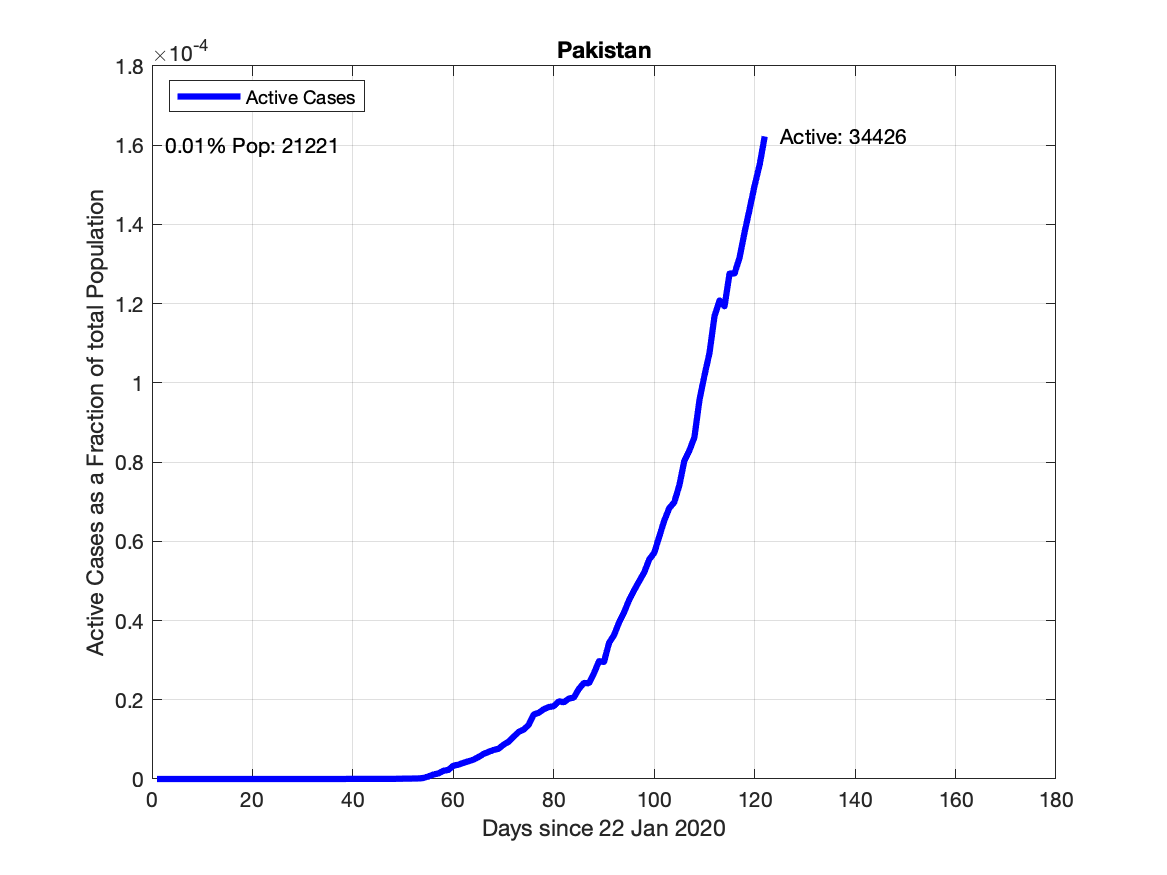 Pakistan
×10-4
1.8
1.6
1.4
1.2
1
0.8
0.6
0.4
0.2
0
Active Cases
0.01% Pop: 21221
Active: 34426
Active Cases as a Fraction of total Population
0 20 40 60 80 100 120 140 160 180
Days since 22 Jan 2020